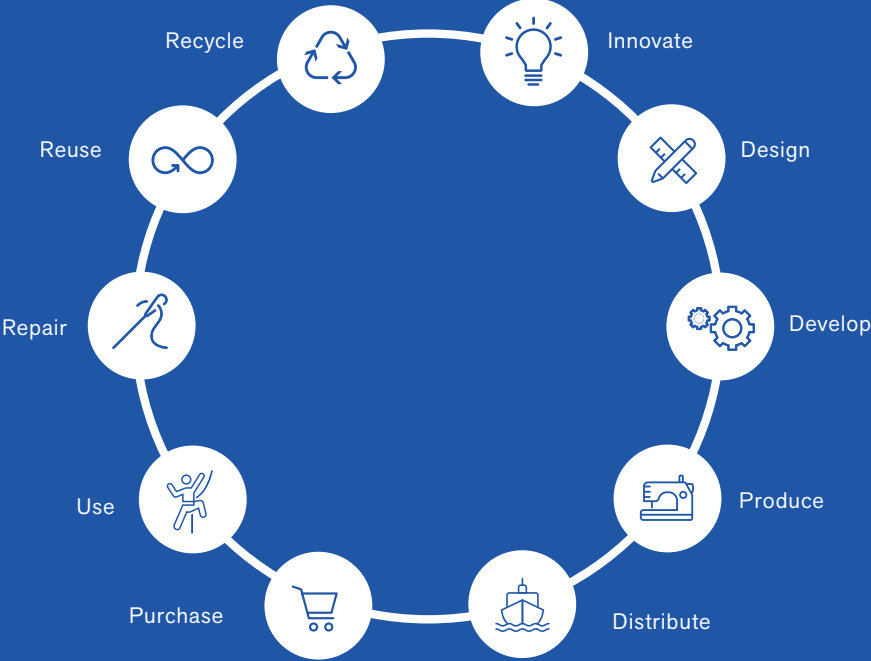 Recycle
Innovate
Reuse
Design
Repair
Develop
Use
Produce
Purchase
Distribute